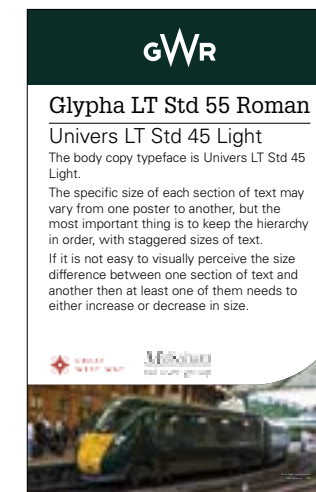 GWR
Glypha LT Std 55 Roman
Univers LT Std 45 Light
The body copy typeface is Univers LT Std 45
Light.
The specific size of each section of text may
vary from one poster to another, but the
most important thing is to keep the hierarchy
in order, with staggered sizes of text.
If it is not easy to visually perceive the size
difference between one section of text and
another then at least one of them needs to
either increase or decrease in size.
GREAT
WEST WAY